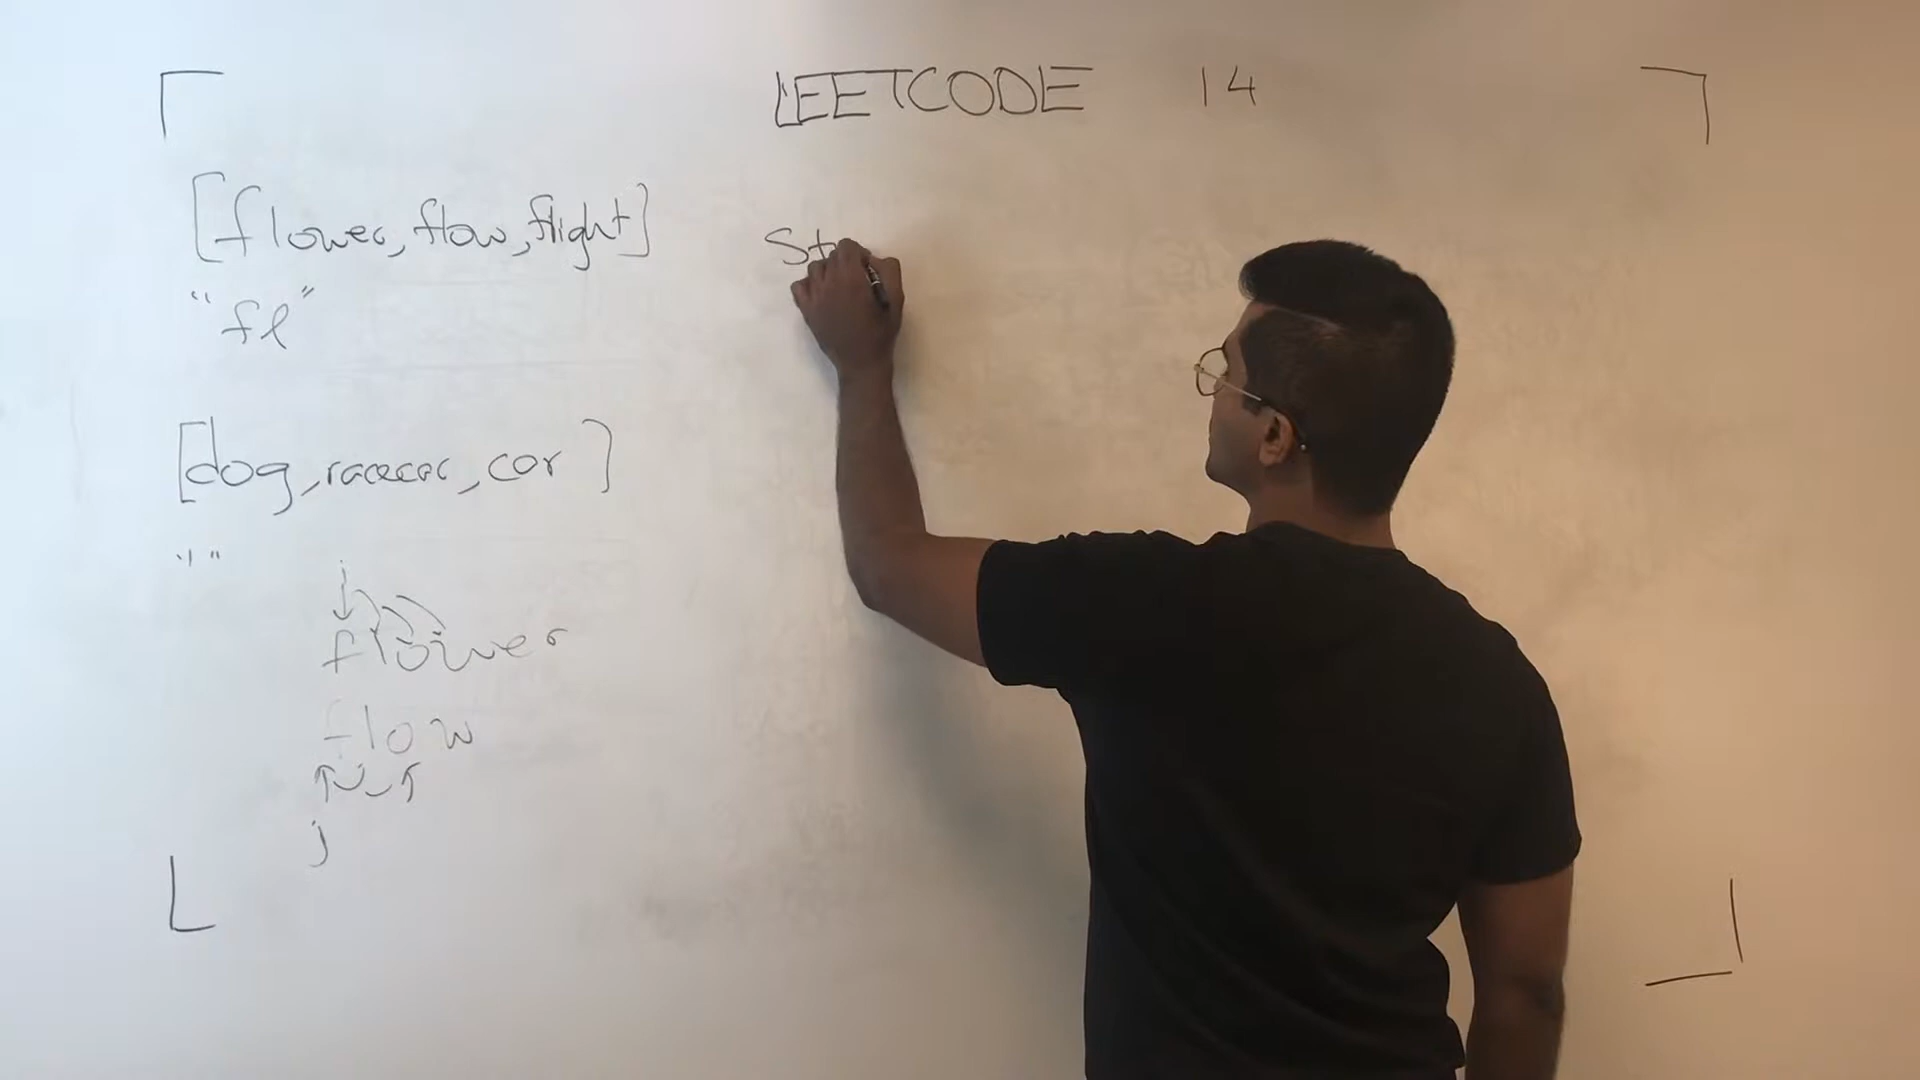 LEETCODE 14
[flower, flow, flight]
"fl"
[dog, racecar, car]
" "
i
flower
flow
j
St